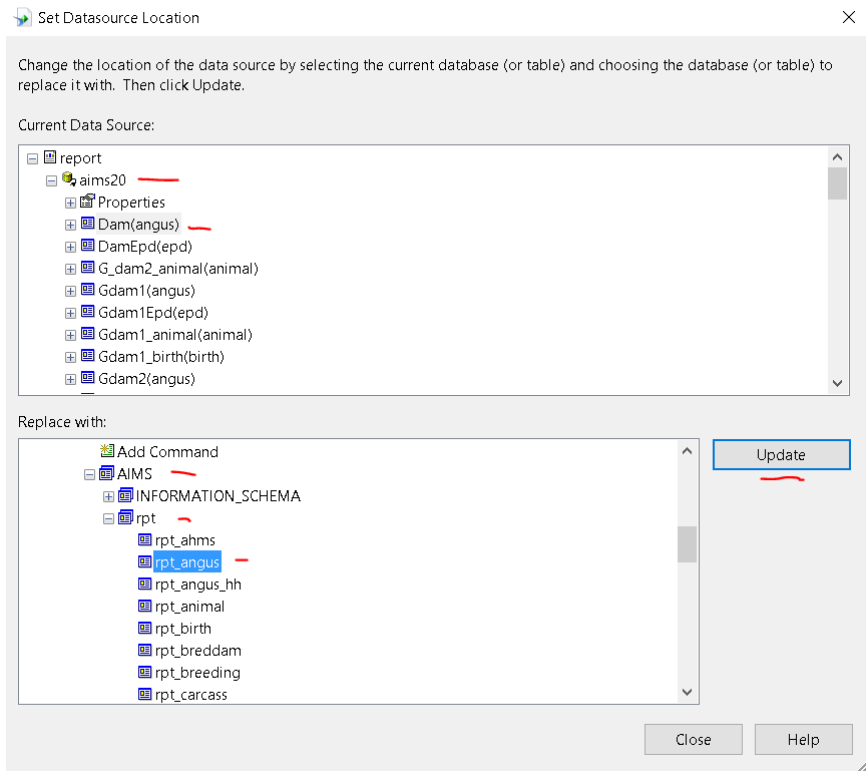 Set Datasource Location
Change the location of the data source by selecting the current database (or table) and choosing the database (or table) to
replace it with. Then click Update.
Current Data Source:
report
aims20
Properties
Dam(angus)
DamEpd(epd)
G_dam2_animal(animal)
Gdam1(angus)
Gdam1Epd(epd)
Gdam1_animal(animal)
Gdam1_birth(birth)
Gdam2(angus)
Replace with:
Add Command
AIMS
INFORMATION_SCHEMA
rpt
rpt_ahms
rpt_angus
rpt_angus_hh
rpt_animal
rpt_birth
rpt_breddam
rpt_breeding
rpt_carcass
Update
Close
Help